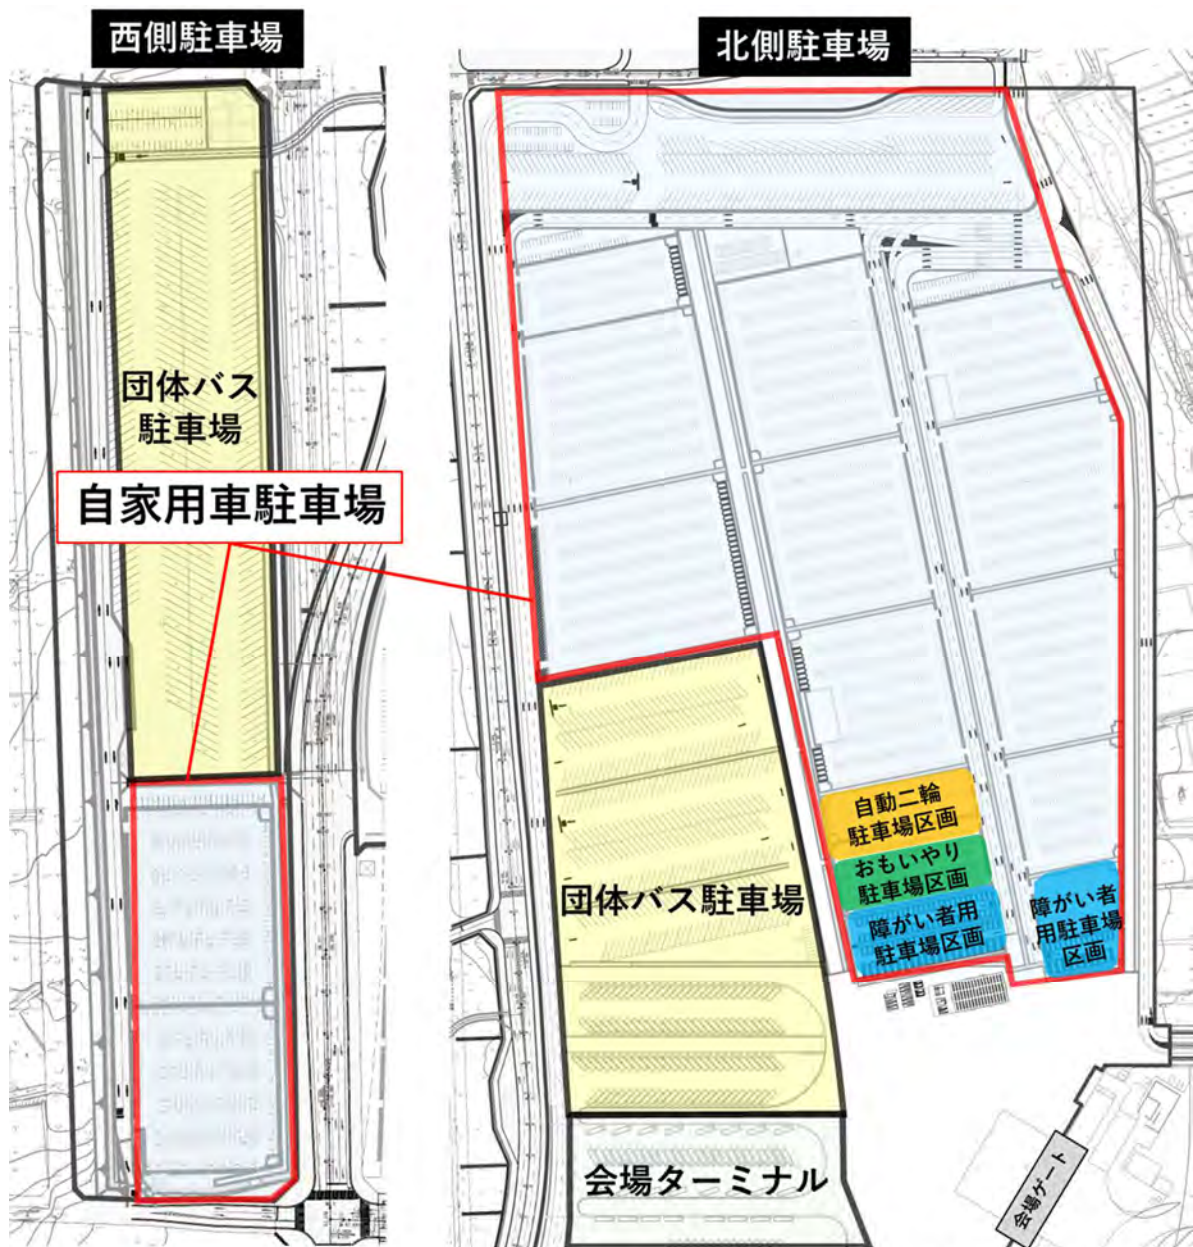 西側駐車場
北側駐車場
団体バス
駐車場
自家用車駐車場
自動二輪
駐車場区画
おもいやり
駐車場区画
障がい者用
駐車場区画
障がい者
用駐車場
区画
団体バス駐車場
会場ターミナル
会場ゲート